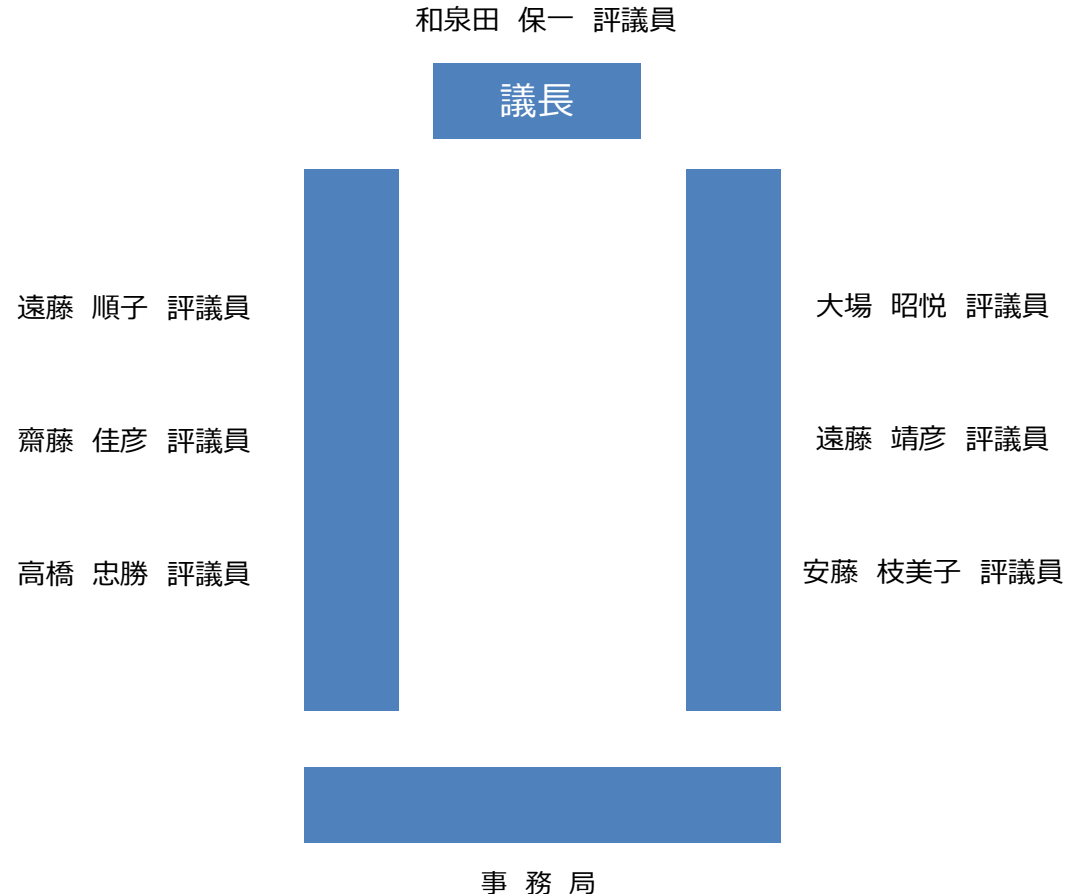 和泉田 保一 評議員
議長
遠藤 順子 評議員
大場 昭悦 評議員
齋藤 佳彦 評議員
遠藤 靖彦 評議員
高橋 忠勝 評議員
安藤 枝美子 評議員
事 務 局